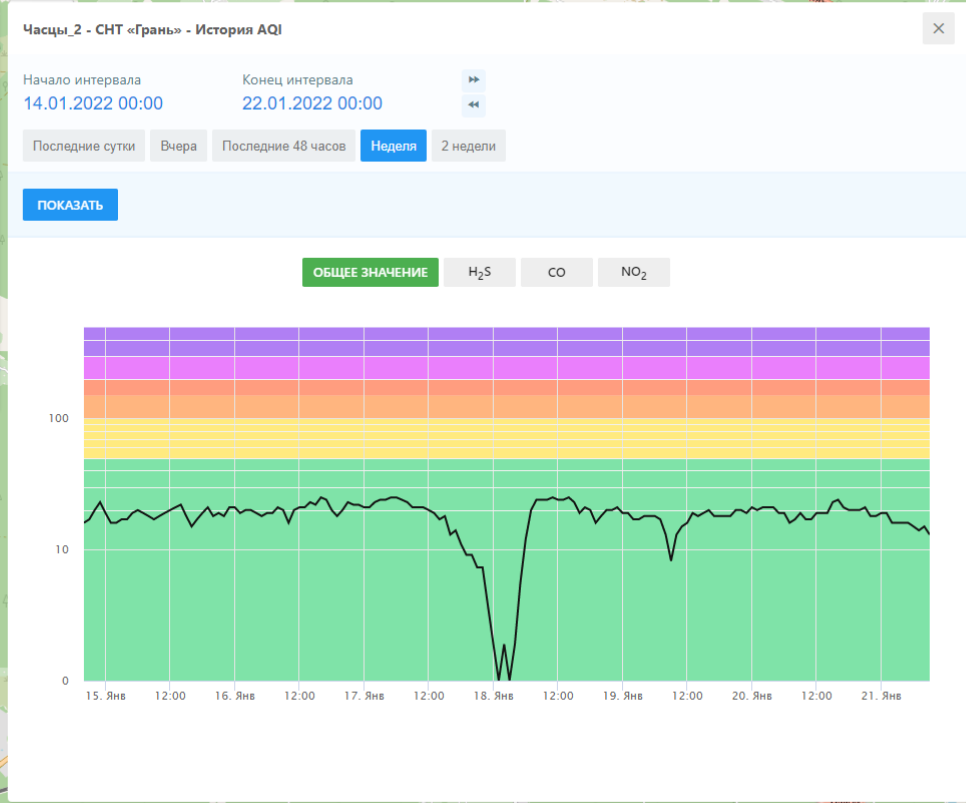 Часцы_2 - СНТ «Грань» - История AQI
Начало интервала Конец интервала
14.01.2022 00:00 22.01.2022 00:00
Последние сутки Вчера Последние 48 часов Неделя 2 недели
ПОКАЗАТЬ
ОБЩЕЕ ЗНАЧЕНИЕ H₂S CO NO₂
100
10
0
15. Янв 12:00 16. Янв 12:00 17. Янв 12:00 18. Янв 12:00 19. Янв 12:00 20. Янв 12:00 21. Янв